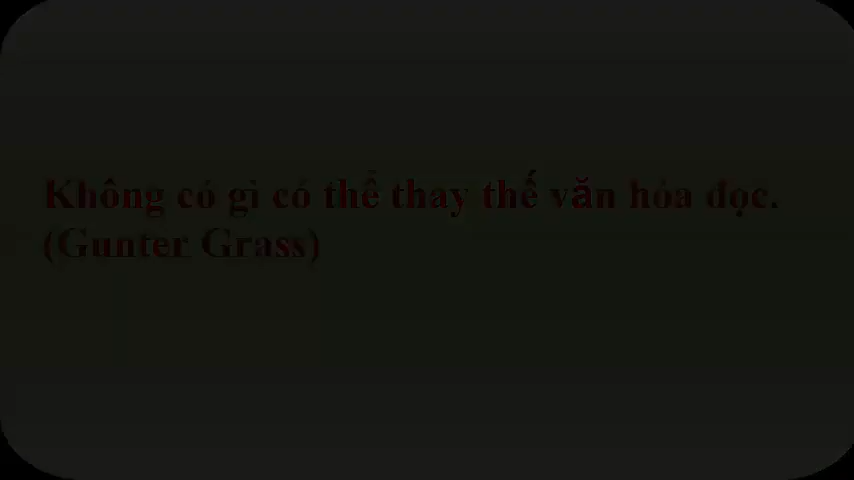 Không có gì có thể thay thế văn hóa đọc.
(Gunter Grass)